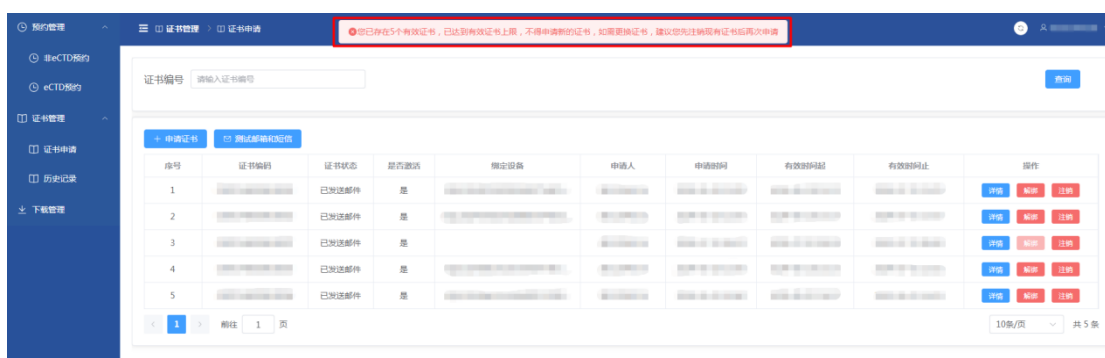 预约管理
证书管理 > 证书申请
您已存在5个有效证书，已达到有效证书上限，不得申请新的证书，如需更换证书，建议您先注销现有证书后再次申请
非eCTD预约
eCTD预约
证书管理
证书申请
历史记录
下载管理
证书编号 请输入证书编号
查询
+ 申请证书 测试邮箱和短信
序号 证书编码 证书状态 是否激活 绑定设备 申请人 申请时间 有效时间起 有效时间止 操作
1 已发送邮件 是 详情 解绑 注销
2 已发送邮件 是 详情 解绑 注销
3 已发送邮件 是 详情 解绑 注销
4 已发送邮件 是 详情 解绑 注销
5 已发送邮件 是 详情 解绑 注销
< 1 > 前往 1 页
10条/页 共 5 条